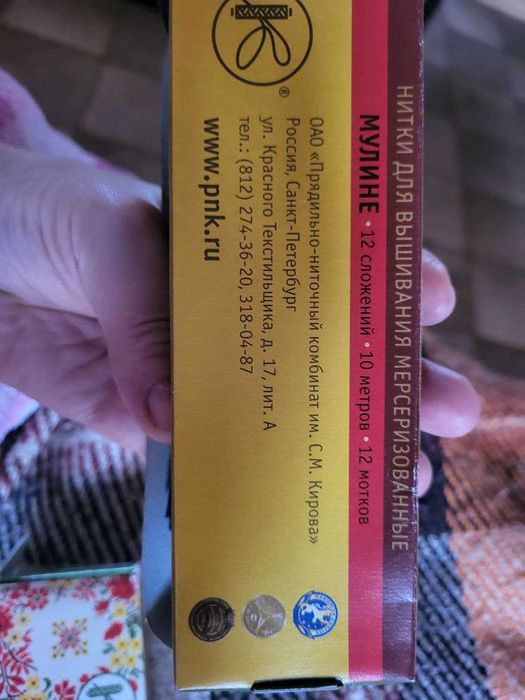 НИТКИ ДЛЯ ВЫШИВАНИЯ МЕРСЕРИЗОВАННЫЕ
МУЛИНЕ • 12 сложений • 10 метров • 12 мотков
ОАО «Прядильно-ниточный комбинат им. С.М. Кирова»
Россия, Санкт-Петербург
ул. Красного Текстильщика, д. 17, лит. А
тел.: (812) 274-36-20, 318-04-87
www.pnk.ru
®